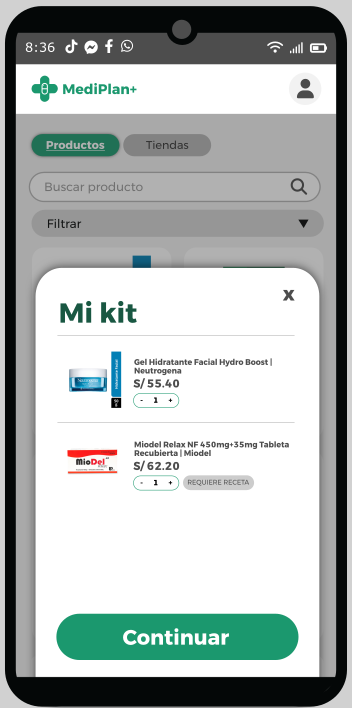 8:36
MediPlan+
Productos
Tiendas
Buscar producto
Filtrar
x
Mi kit
Gel Hidratante Facial Hydro Boost |
Neutrogena
S/ 55.40
- 1 +
MioDel
Miodel Relax NF 450mg+35mg Tableta
Recubierta | Miodel
S/ 62.20
- 1 +
REQUIERE RECETA
Continuar